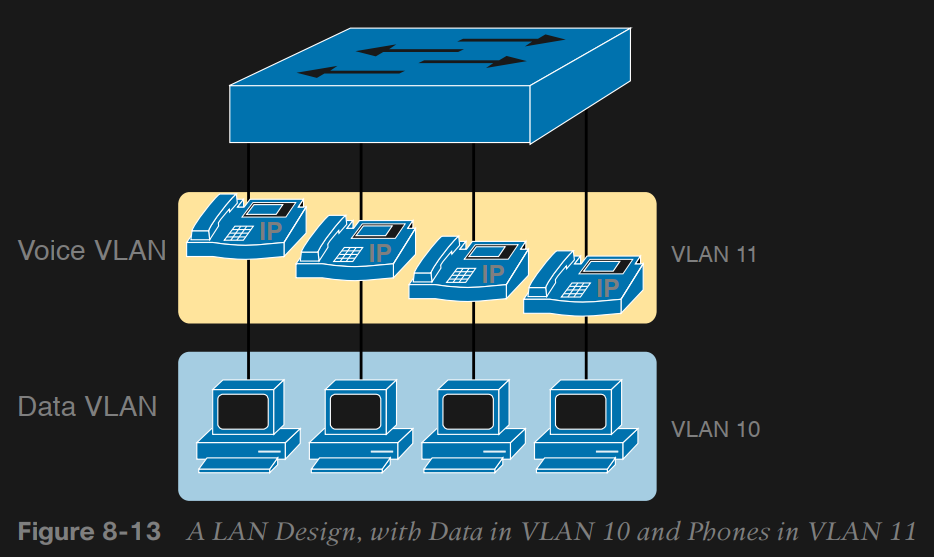 IP
IP
IP
IP
Voice VLAN
VLAN 11
Data VLAN
VLAN 10
Figure 8-13 A LAN Design, with Data in VLAN 10 and Phones in VLAN 11